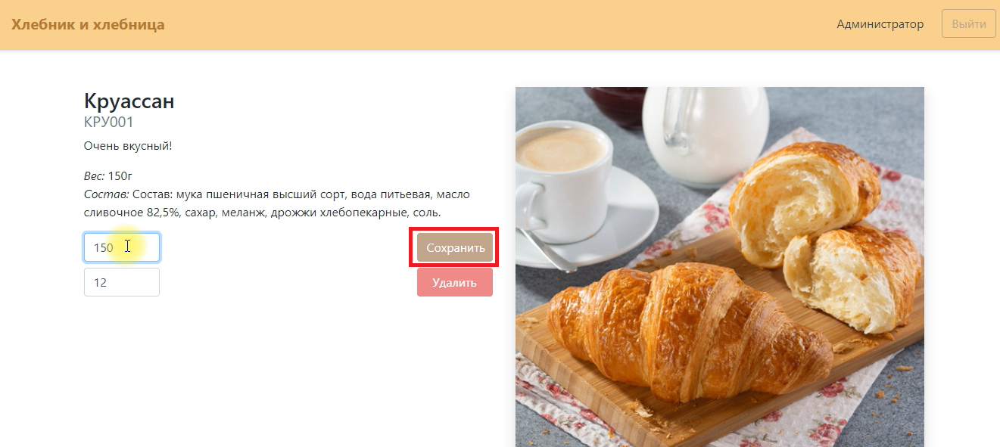 Хлебник и хлебница
Администратор
Выйти
Круассан
КРУ001
Очень вкусный!
Вес: 150г
Состав: Состав: мука пшеничная высший сорт, вода питьевая, масло
сливочное 82,5%, сахар, меланж, дрожжи хлебопекарные, соль.
150
Сохранить
12
Удалить